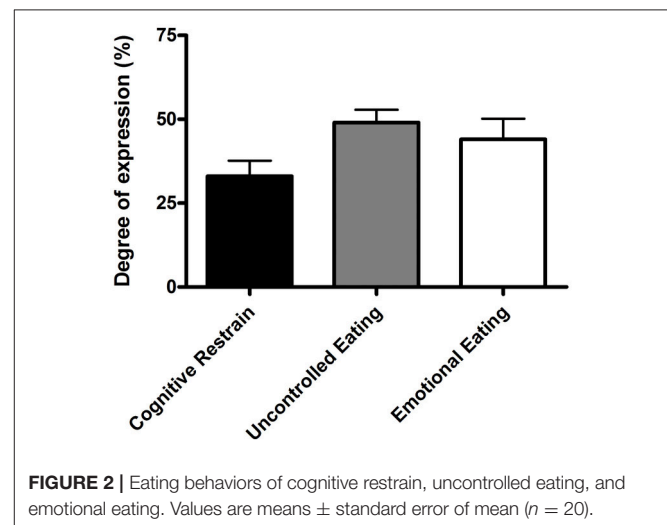 Degree of expression (%)
75
50
25
0
Cognitive Restrain
Uncontrolled Eating
Emotional Eating
FIGURE 2 | Eating behaviors of cognitive restrain, uncontrolled eating, and
emotional eating. Values are means ± standard error of mean (n = 20).